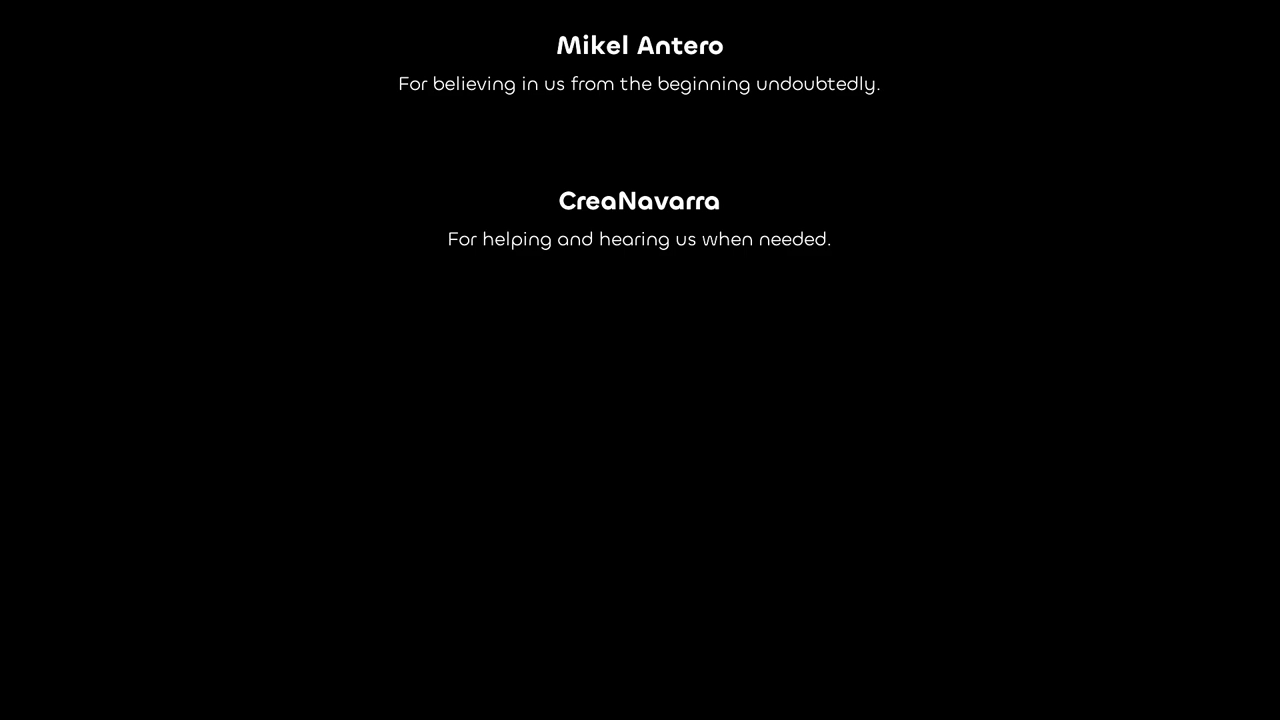 Mikel Antero
For believing in us from the beginning undoubtedly.
CreaNavarra
For helping and hearing us when needed.